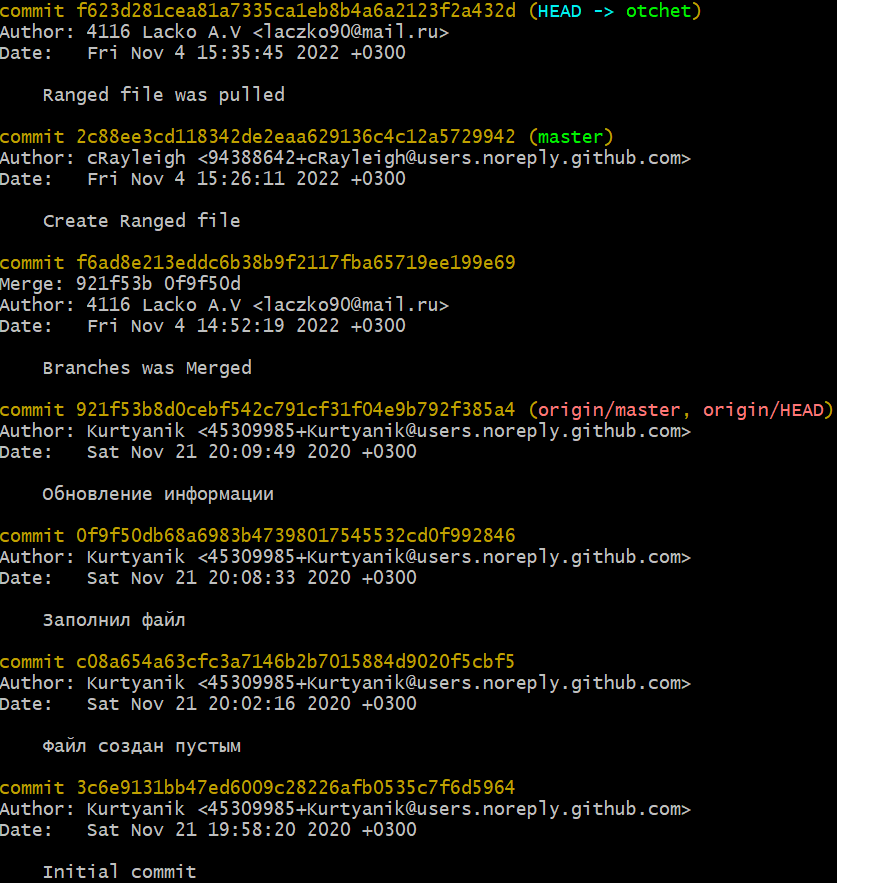 commit f623d281cea81a7335ca1eb8b4a6a2123f2a432d (HEAD -> otchet)
Author: 4116 Lacko A.V <laczko90@mail.ru>
Date:   Fri Nov 4 15:35:45 2022 +0300
Ranged file was pulled
commit 2c88ee3cd118342de2eaa629136c4c12a5729942 (master)
Author: cRayleigh <94388642+cRayleigh@users.noreply.github.com>
Date:   Fri Nov 4 15:26:11 2022 +0300
Create Ranged file
commit f6ad8e213eddc6b38b9f2117fba65719ee199e69
Merge: 921f53b 0f9f50d
Author: 4116 Lacko A.V <laczko90@mail.ru>
Date:   Fri Nov 4 14:52:19 2022 +0300
Branches was Merged
commit 921f53b8d0cebf542c791cf31f04e9b792f385a4 (origin/master, origin/HEAD)
Author: Kurtyanik <45309985+Kurtyanik@users.noreply.github.com>
Date:   Sat Nov 21 20:09:49 2020 +0300
Обновление информации
commit 0f9f50db68a6983b47398017545532cd0f992846
Author: Kurtyanik <45309985+Kurtyanik@users.noreply.github.com>
Date:   Sat Nov 21 20:08:33 2020 +0300
Заполнил файл
commit c08a654a63cfc3a7146b2b7015884d9020f5cbf5
Author: Kurtyanik <45309985+Kurtyanik@users.noreply.github.com>
Date:   Sat Nov 21 20:02:16 2020 +0300
Файл создан пустым
commit 3c6e9131bb47ed6009c28226afb0535c7f6d5964
Author: Kurtyanik <45309985+Kurtyanik@users.noreply.github.com>
Date:   Sat Nov 21 19:58:20 2020 +0300
Initial commit